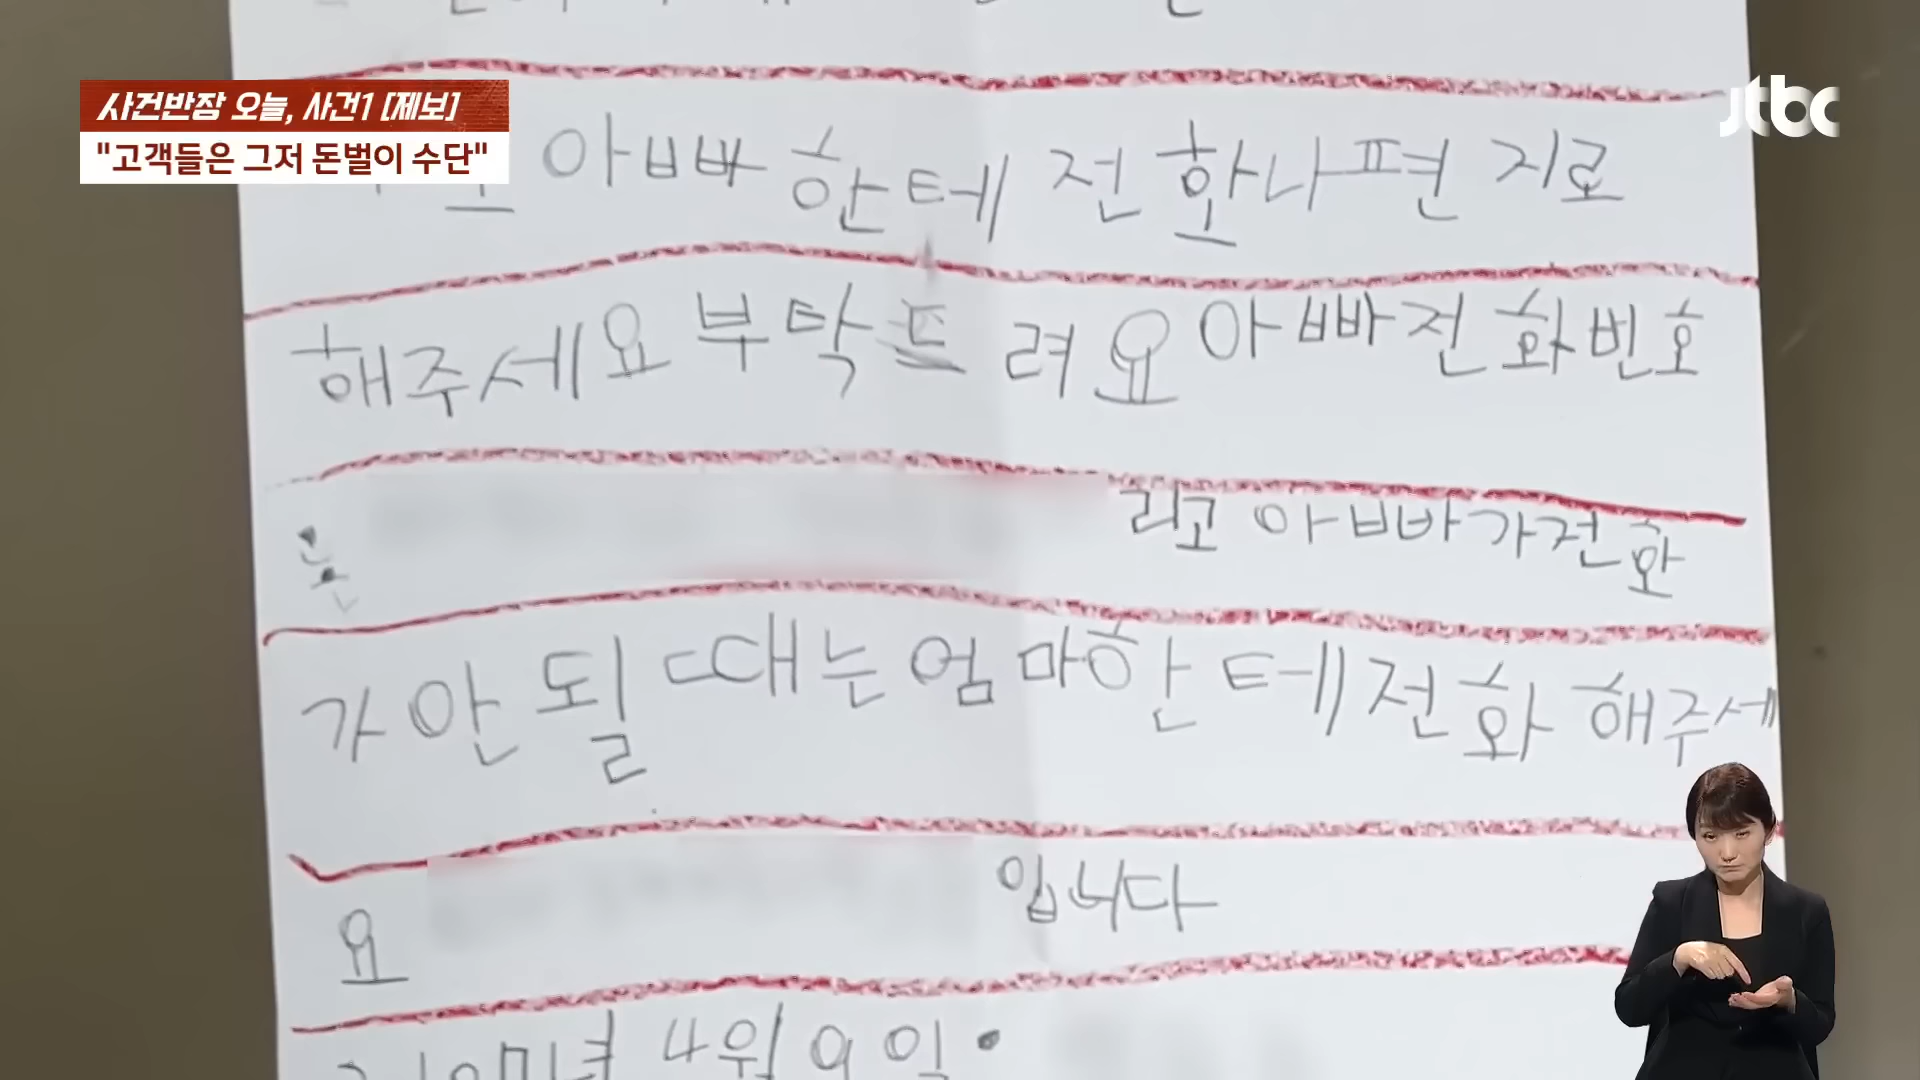 사건반장 오늘, 사건1 [제보]
"고객들은 그저 돈벌이 수단"
jtbc
아빠한테 전화나 편지로
해주세요 부탁드려요 아빠전화번호
는 리고 아빠가전화
가 안될 때는 엄마한테 전화 해주세
요 입니다
4월 9일.